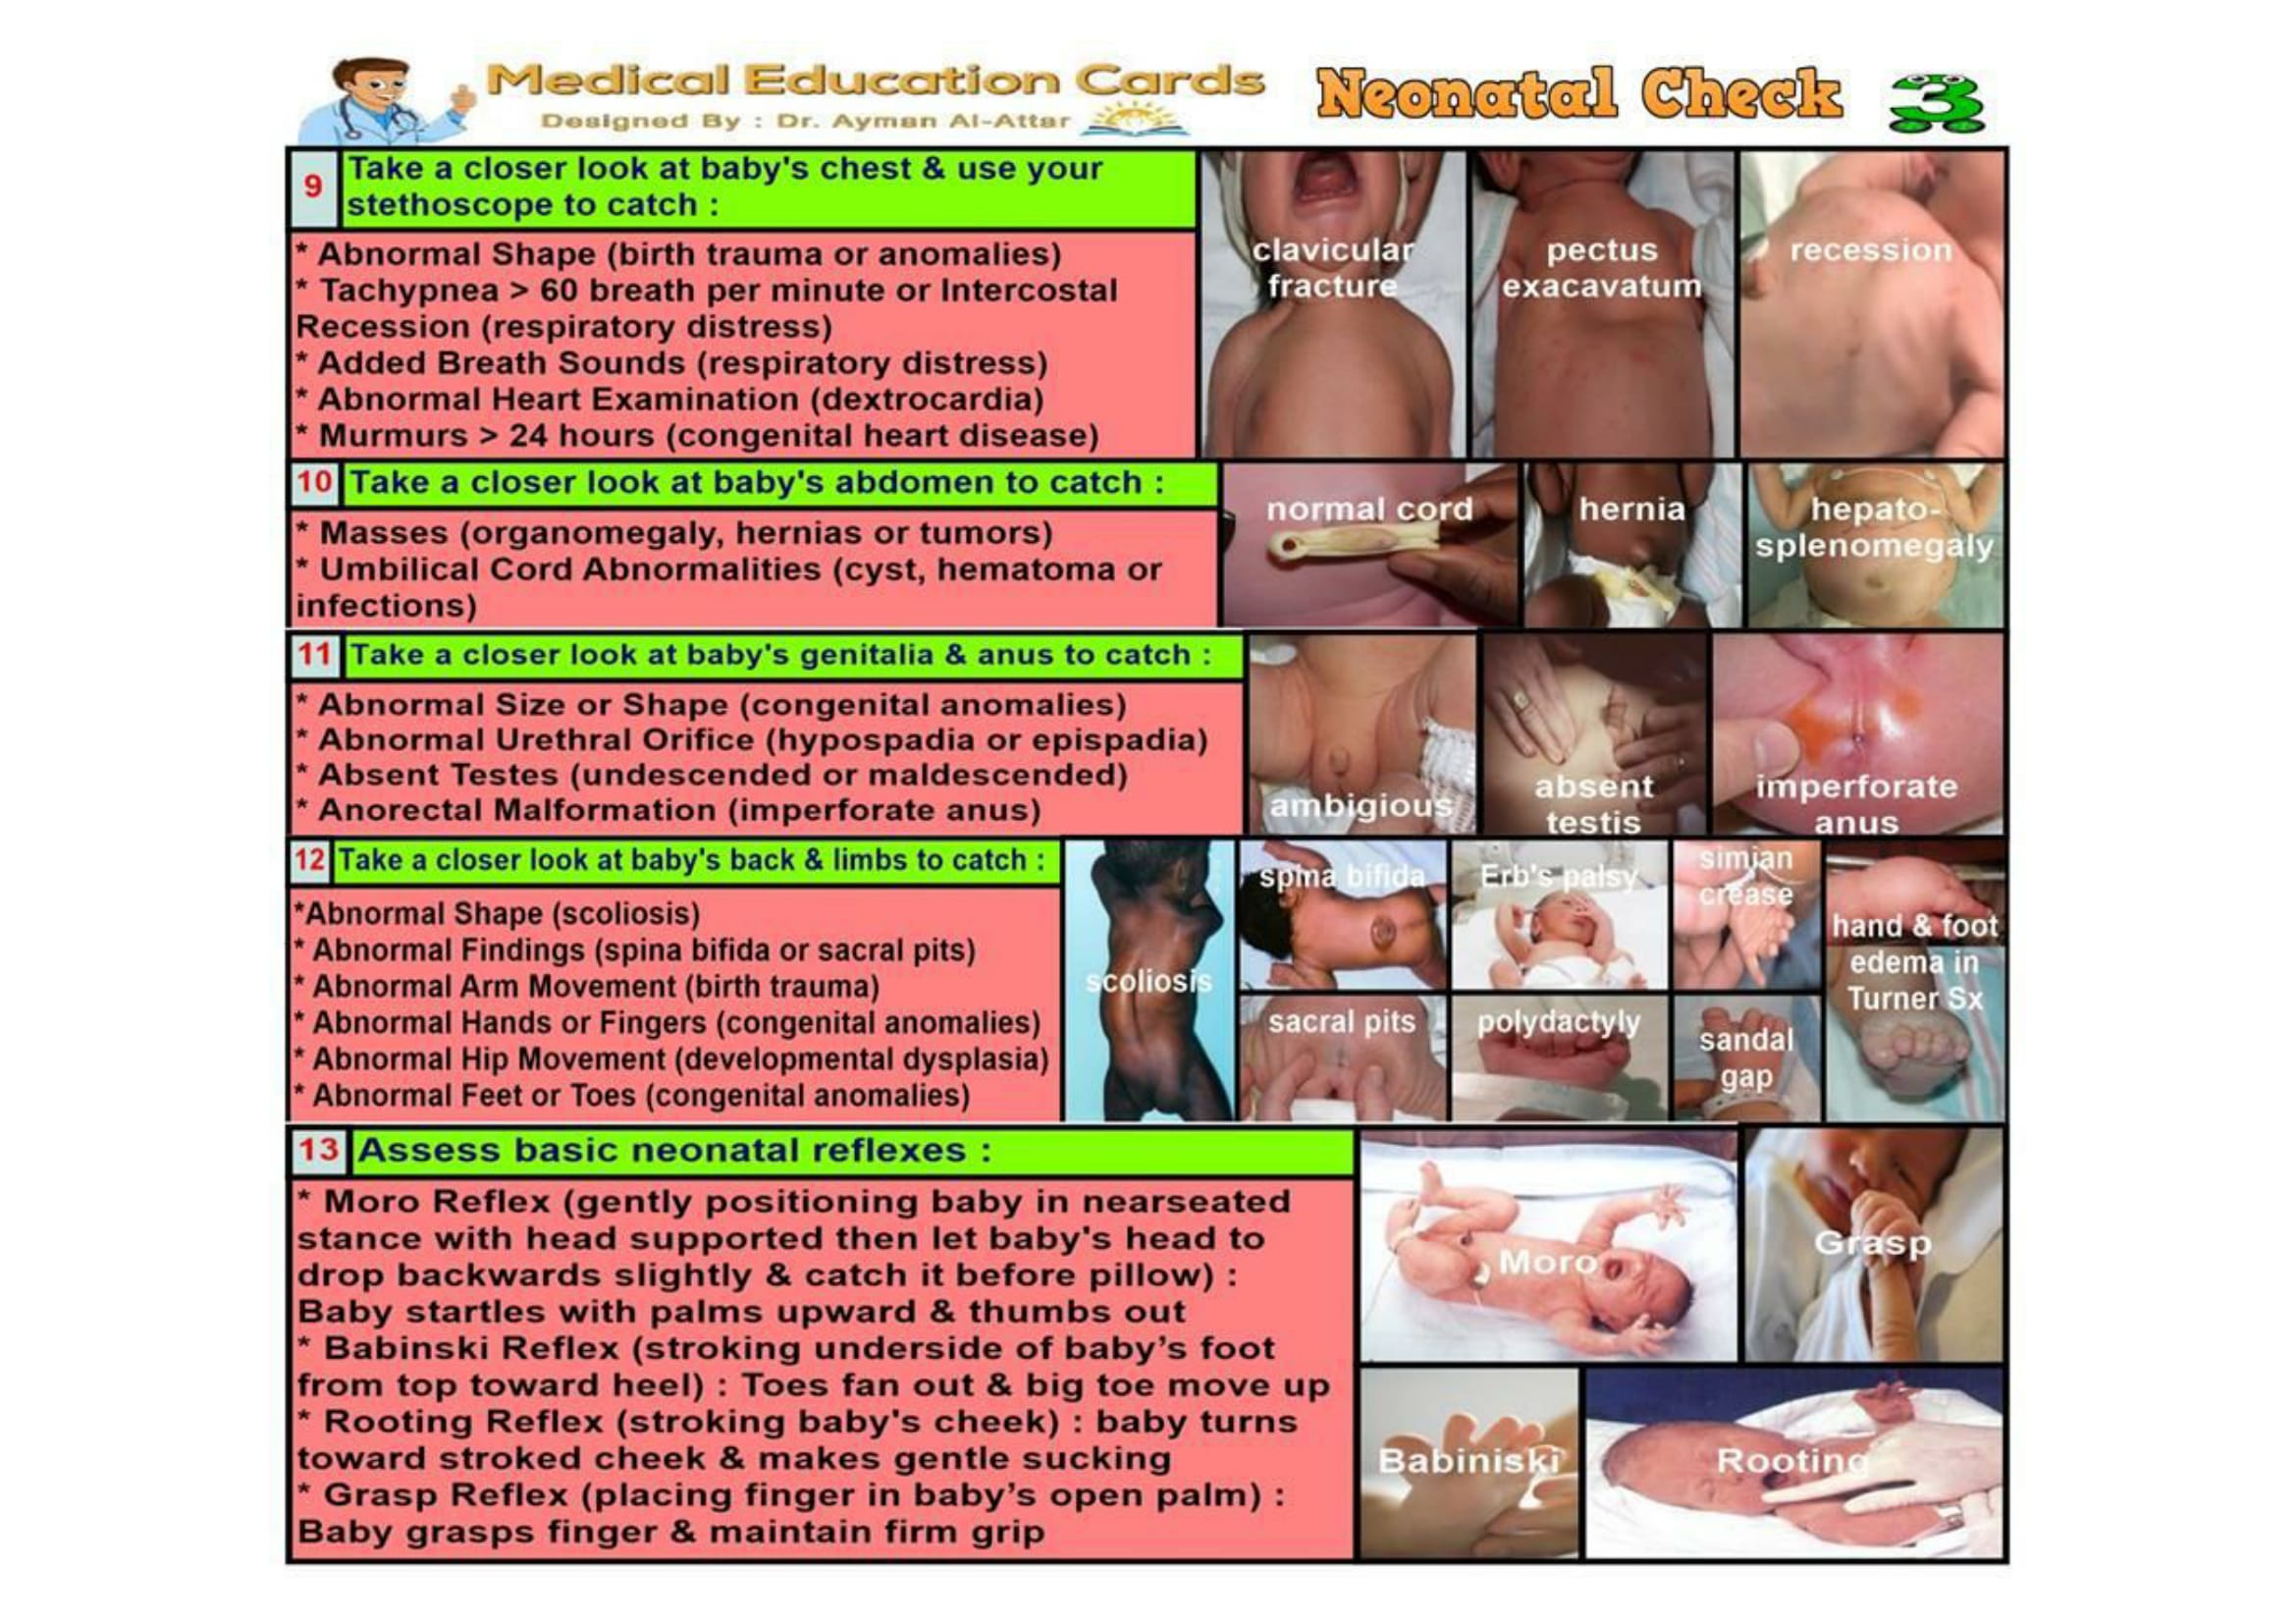 Medical Education Cards
Designed By : Dr. Ayman Al-Attar
Neonatal Check 3
9 Take a closer look at baby's chest & use your
stethoscope to catch :
* Abnormal Shape (birth trauma or anomalies)
* Tachypnea > 60 breath per minute or Intercostal
Recession (respiratory distress)
* Added Breath Sounds (respiratory distress)
* Abnormal Heart Examination (dextrocardia)
* Murmurs > 24 hours (congenital heart disease)
clavicular
fracture
pectus
exacavatum
recession
10 Take a closer look at baby's abdomen to catch :
* Masses (organomegaly, hernias or tumors)
* Umbilical Cord Abnormalities (cyst, hematoma or
infections)
normal cord
hernia
hepato-
splenomegaly
11 Take a closer look at baby's genitalia & anus to catch :
* Abnormal Size or Shape (congenital anomalies)
* Abnormal Urethral Orifice (hypospadia or epispadia)
* Absent Testes (undescended or maldescended)
* Anorectal Malformation (imperforate anus)
ambigious
absent
testis
imperforate
anus
12 Take a closer look at baby's back & limbs to catch :
*Abnormal Shape (scoliosis)
* Abnormal Findings (spina bifida or sacral pits)
* Abnormal Arm Movement (birth trauma)
* Abnormal Hands or Fingers (congenital anomalies)
* Abnormal Hip Movement (developmental dysplasia)
* Abnormal Feet or Toes (congenital anomalies)
scoliosis
spina bifida
Erb's palsy
simian
crease
hand & foot
edema in
Turner Sx
sacral pits
polydactyly
sandal
gap
13 Assess basic neonatal reflexes :
* Moro Reflex (gently positioning baby in nearseated
stance with head supported then let baby's head to
drop backwards slightly & catch it before pillow) :
Baby startles with palms upward & thumbs out
* Babinski Reflex (stroking underside of baby’s foot
from top toward heel) : Toes fan out & big toe move up
* Rooting Reflex (stroking baby's cheek) : baby turns
toward stroked cheek & makes gentle sucking
* Grasp Reflex (placing finger in baby’s open palm) :
Baby grasps finger & maintain firm grip
Moro
Grasp
Babiniski
Rooting